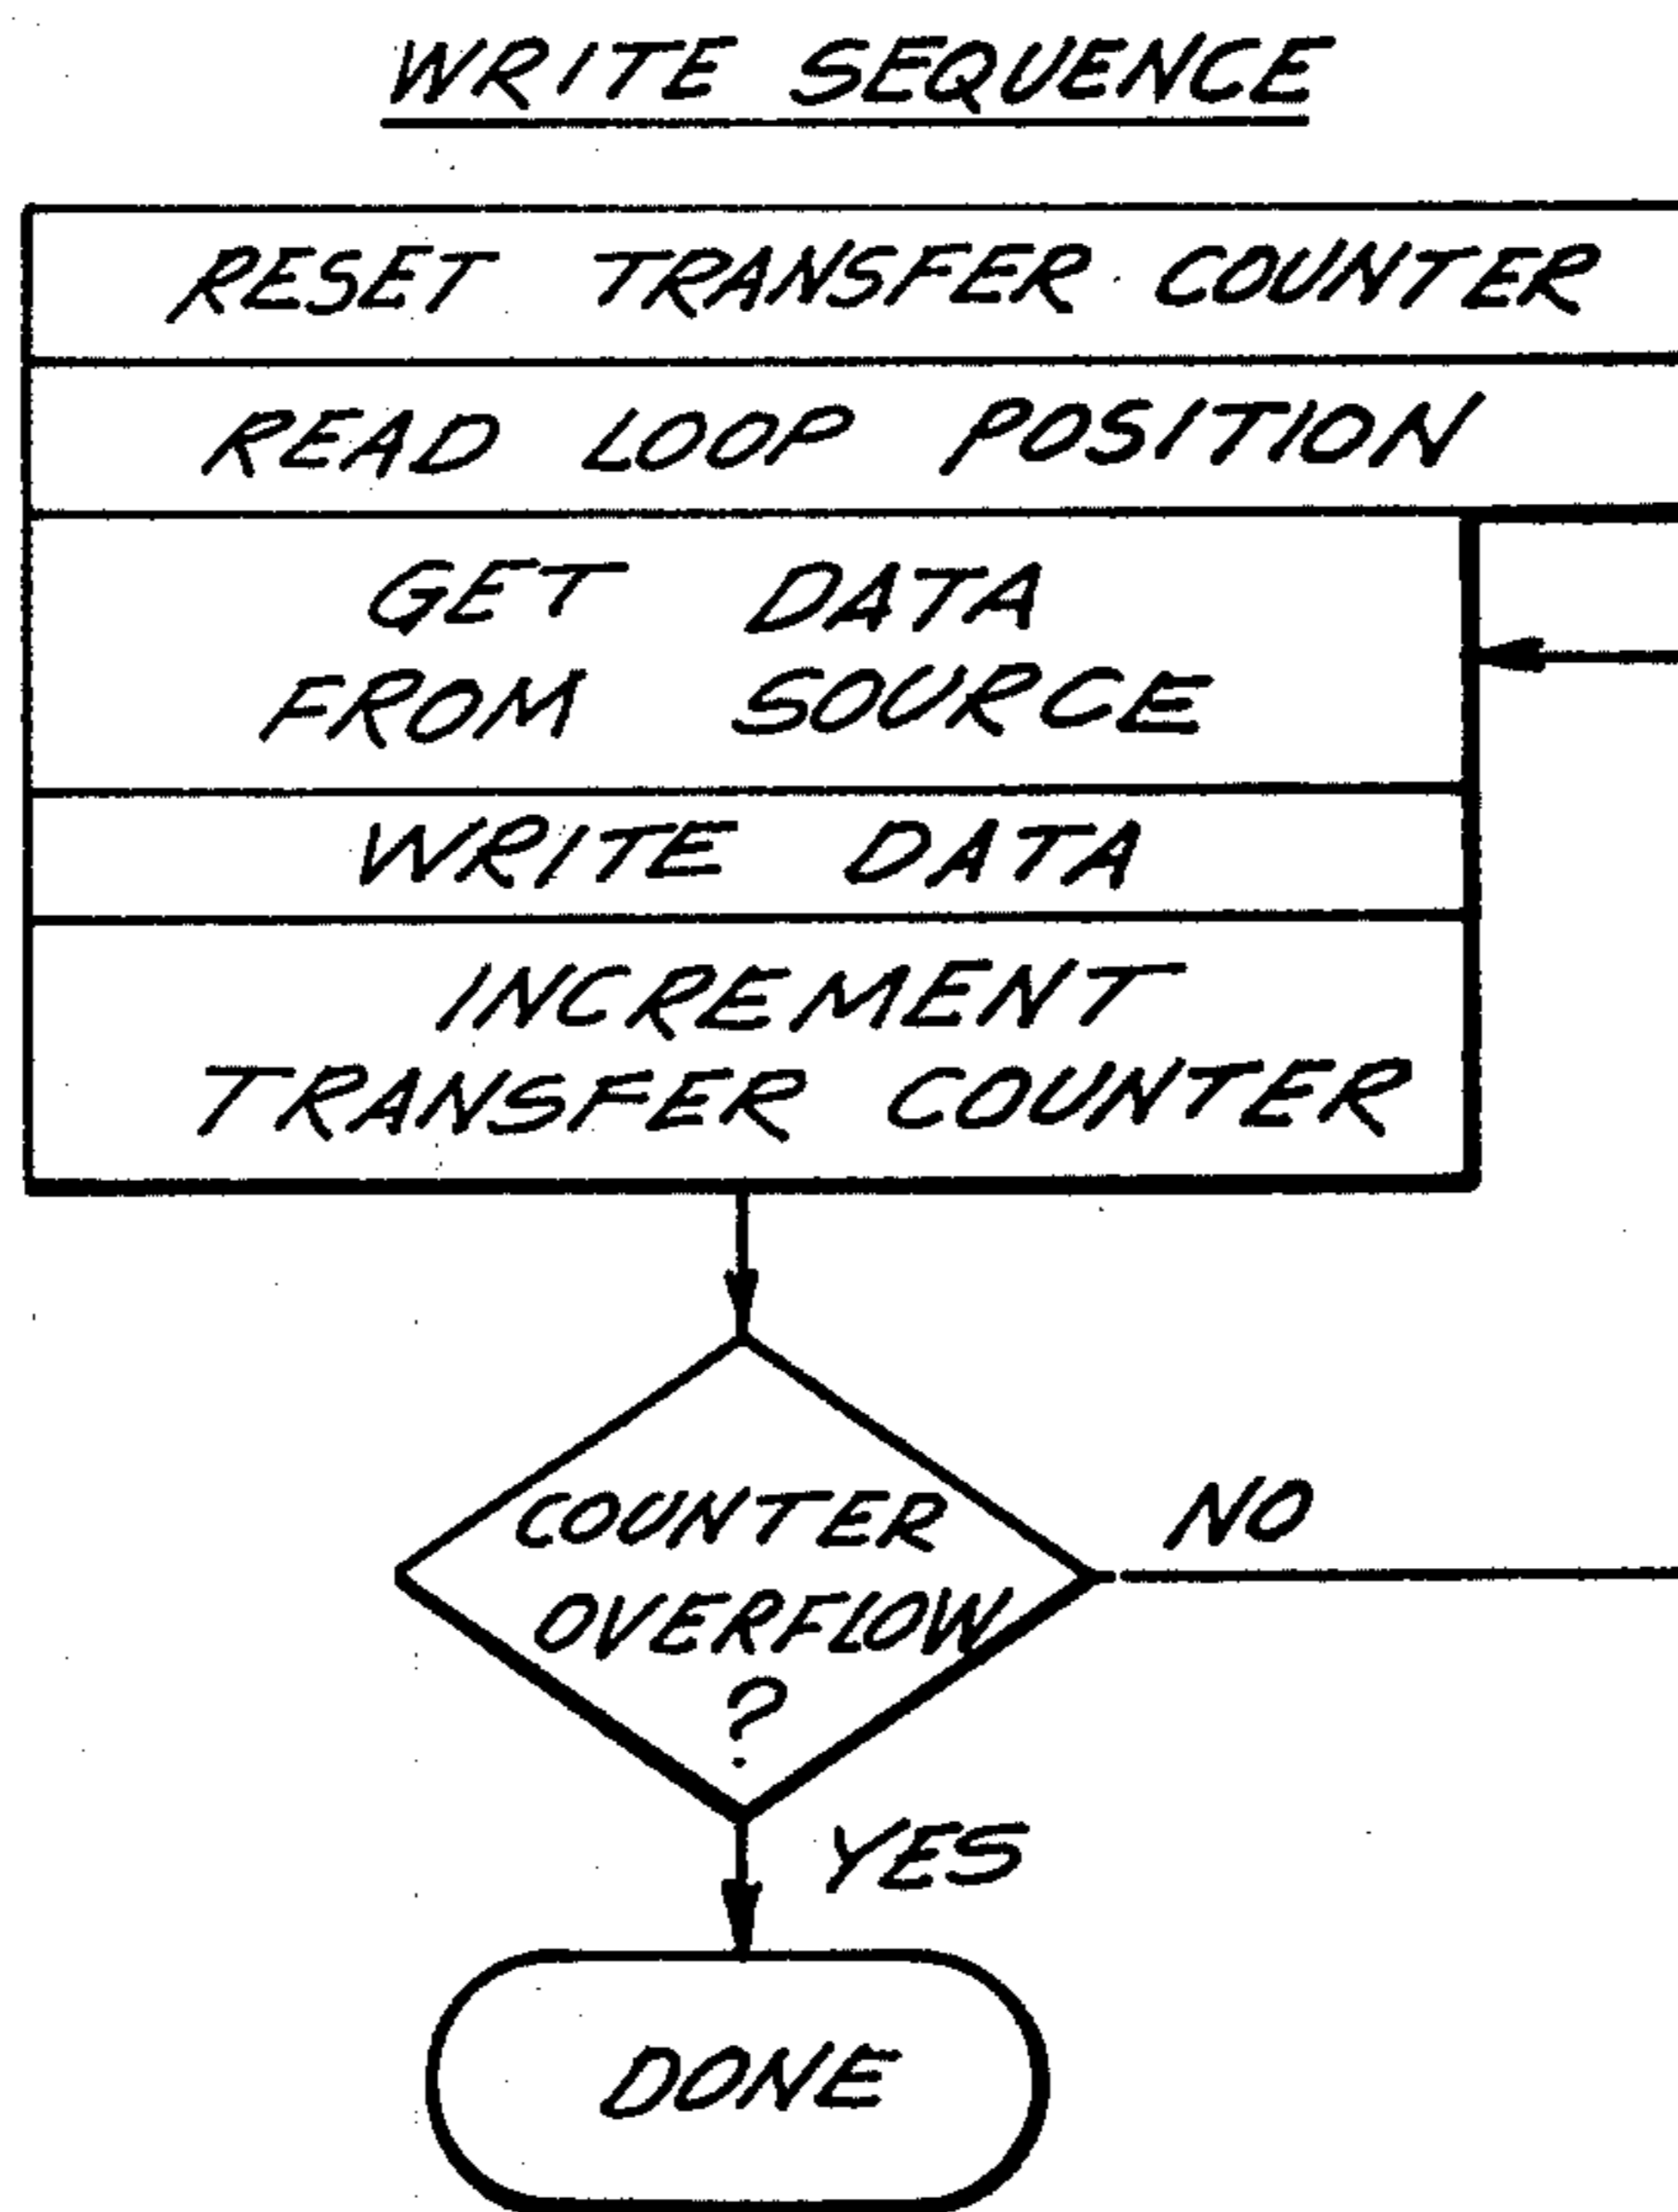 WRITE SEQUENCE
RESET TRANSFER COUNTER
READ LOOP POSITION
GET DATA
FROM SOURCE
WRITE DATA
INCREMENT
TRANSFER COUNTER
COUNTER
OVERFLOW
?
NO
YES
DONE